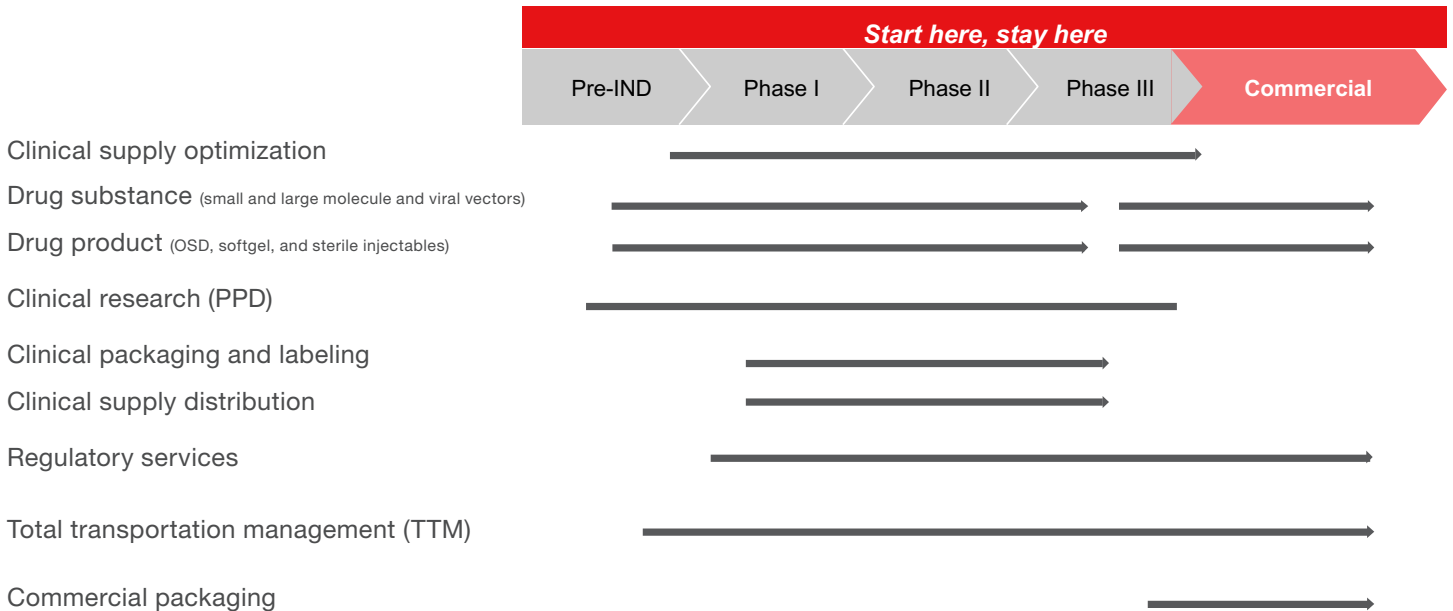 Start here, stay here
Pre-IND Phase I Phase II Phase III Commercial
Clinical supply optimization
Drug substance (small and large molecule and viral vectors)
Drug product (OSD, softgel, and sterile injectables)
Clinical research (PPD)
Clinical packaging and labeling
Clinical supply distribution
Regulatory services
Total transportation management (TTM)
Commercial packaging